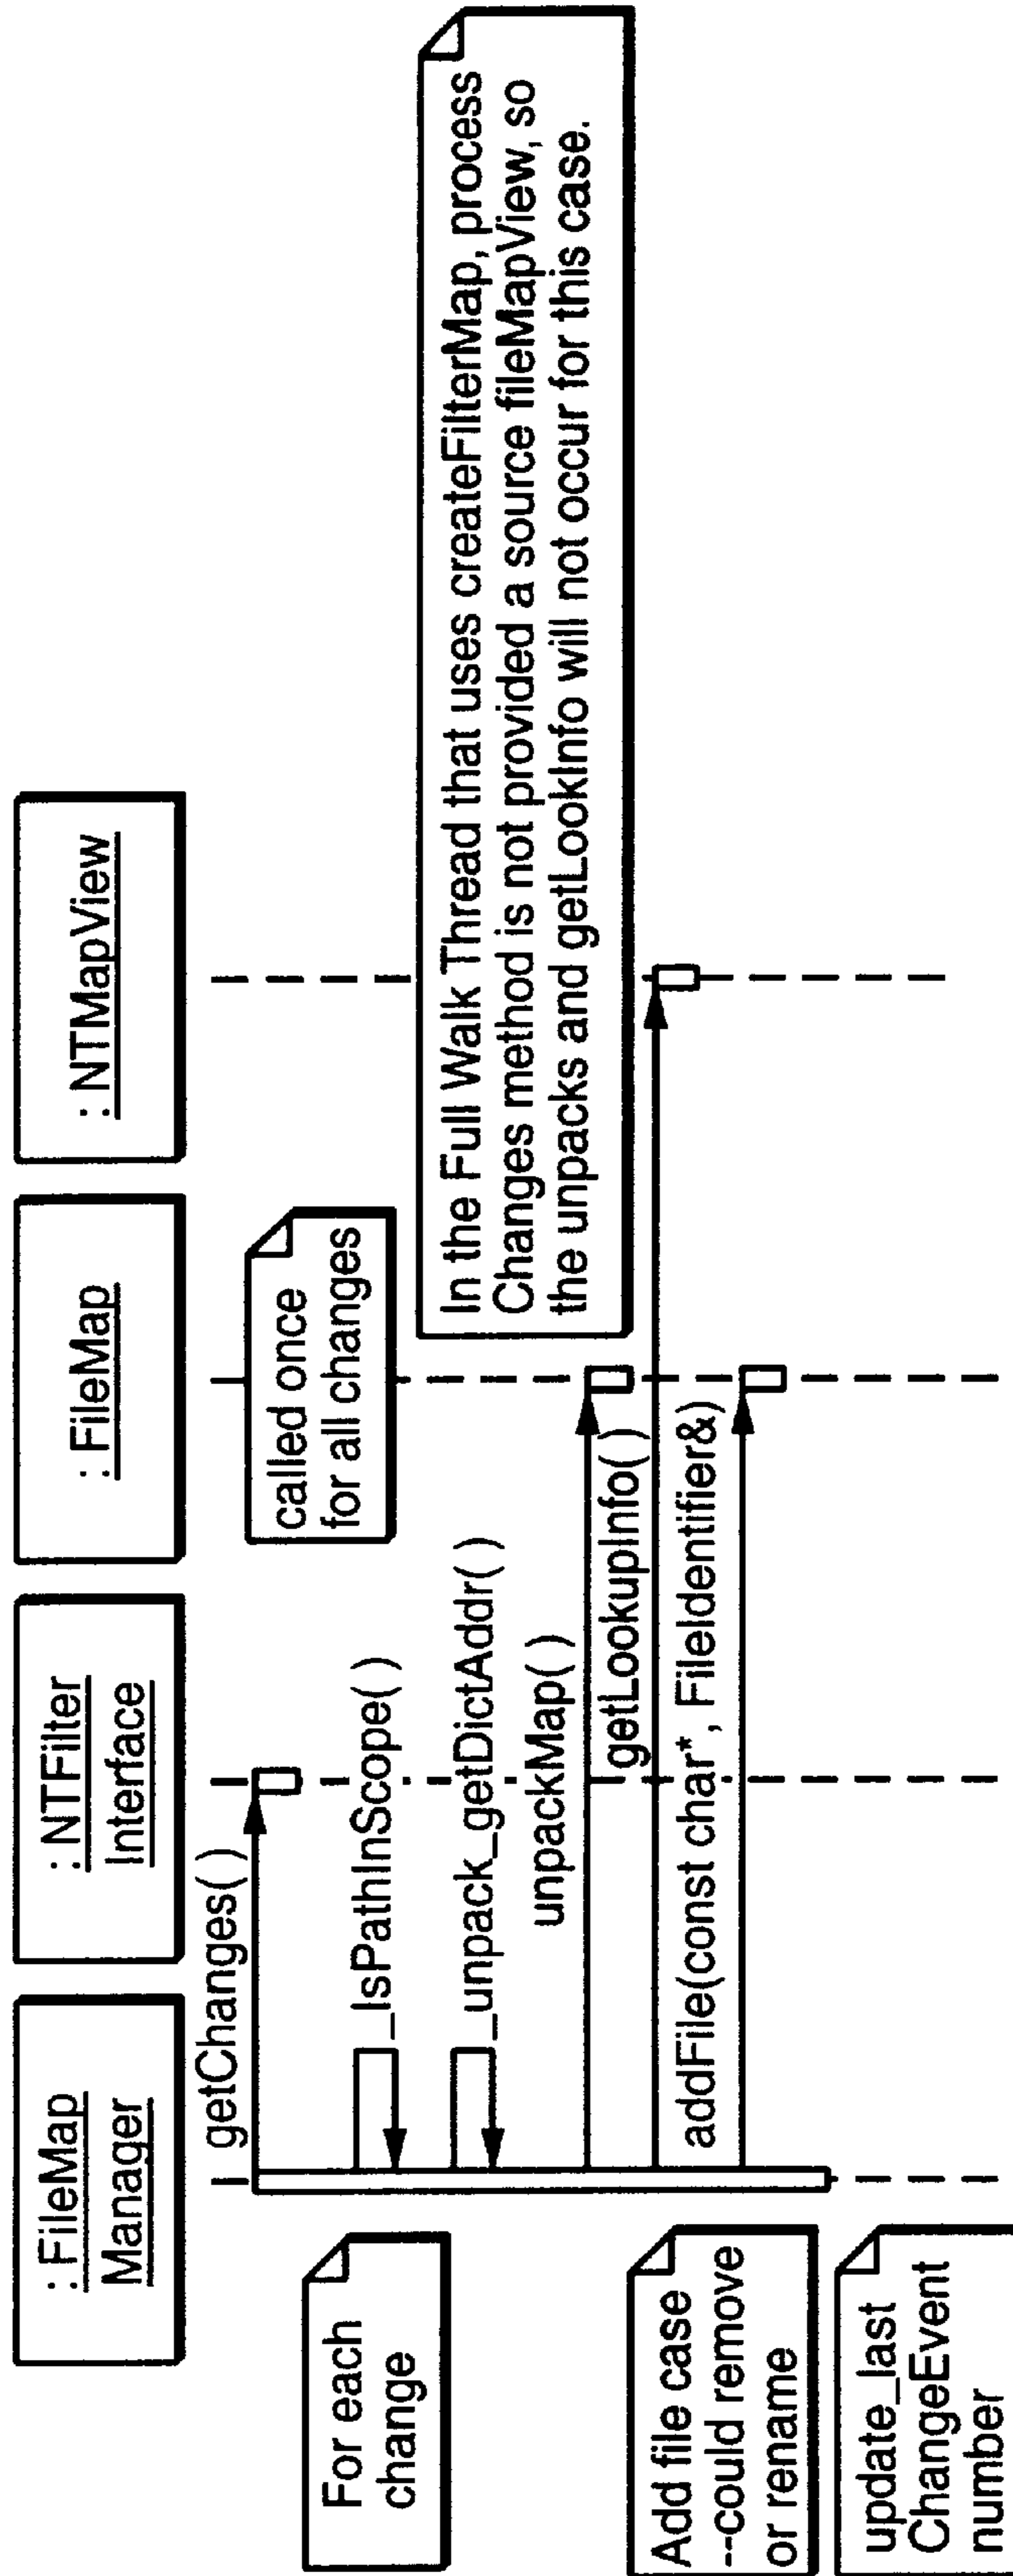 : FileMap
Manager
: NTFilter
Interface
: FileMap
: NTMapView
getChanges( )
called once
for all changes
For each
change
_IsPathInScope( )
_unpack_getDictAddr( )
In the Full Walk Thread that uses createFilterMap, process
Changes method is not provided a source fileMapView, so
the unpacks and getLookInfo will not occur for this case.
unpackMap( )
getLookupInfo( )
Add file case
--could remove
or rename
addFile(const char*, FileIdentifier&)
update_last
ChangeEvent
number